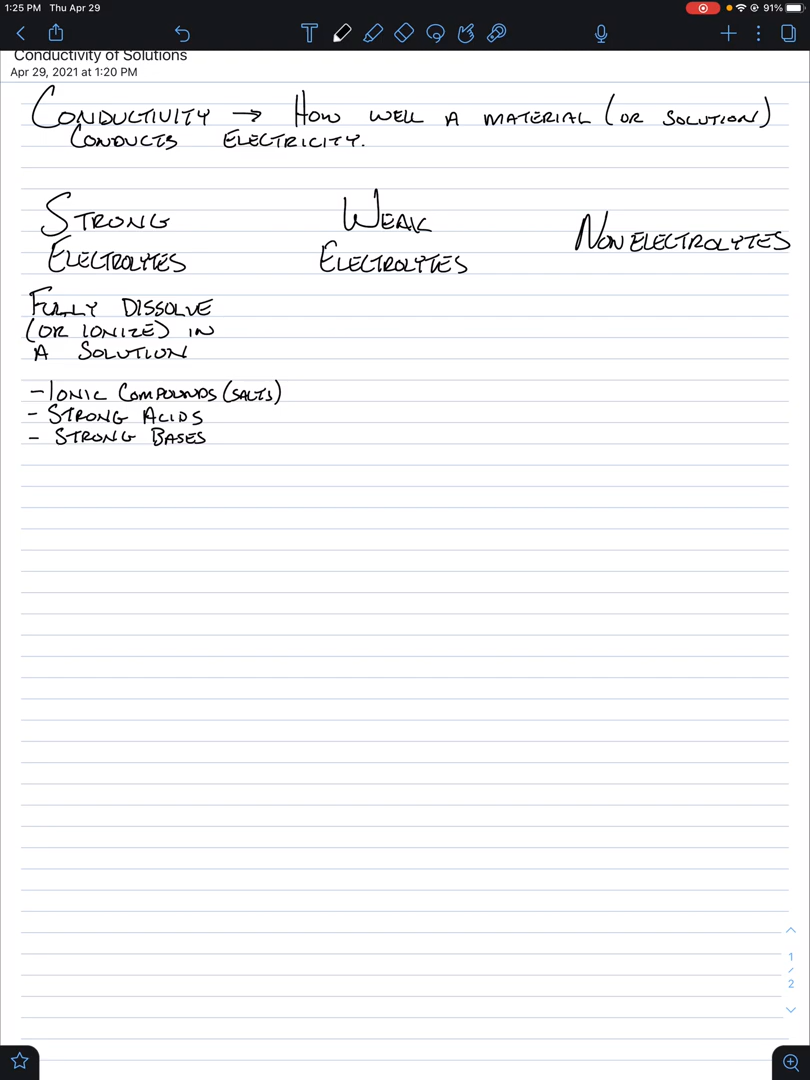 1:25 PM Thu Apr 29
91%
Conductivity of Solutions
Apr 29, 2021 at 1:20 PM
CONDUCTIVITY → HOW WELL A MATERIAL (OR SOLUTION)
CONDUCTS ELECTRICITY.
STRONG
ELECTROLYTES
WEAK
ELECTROLYTES
NONELECTROLYTES
FULLY DISSOLVE
(OR IONIZE) IN
A SOLUTION
- IONIC COMPOUNDS (SALTS)
- STRONG ACIDS
- STRONG BASES
1
/
2